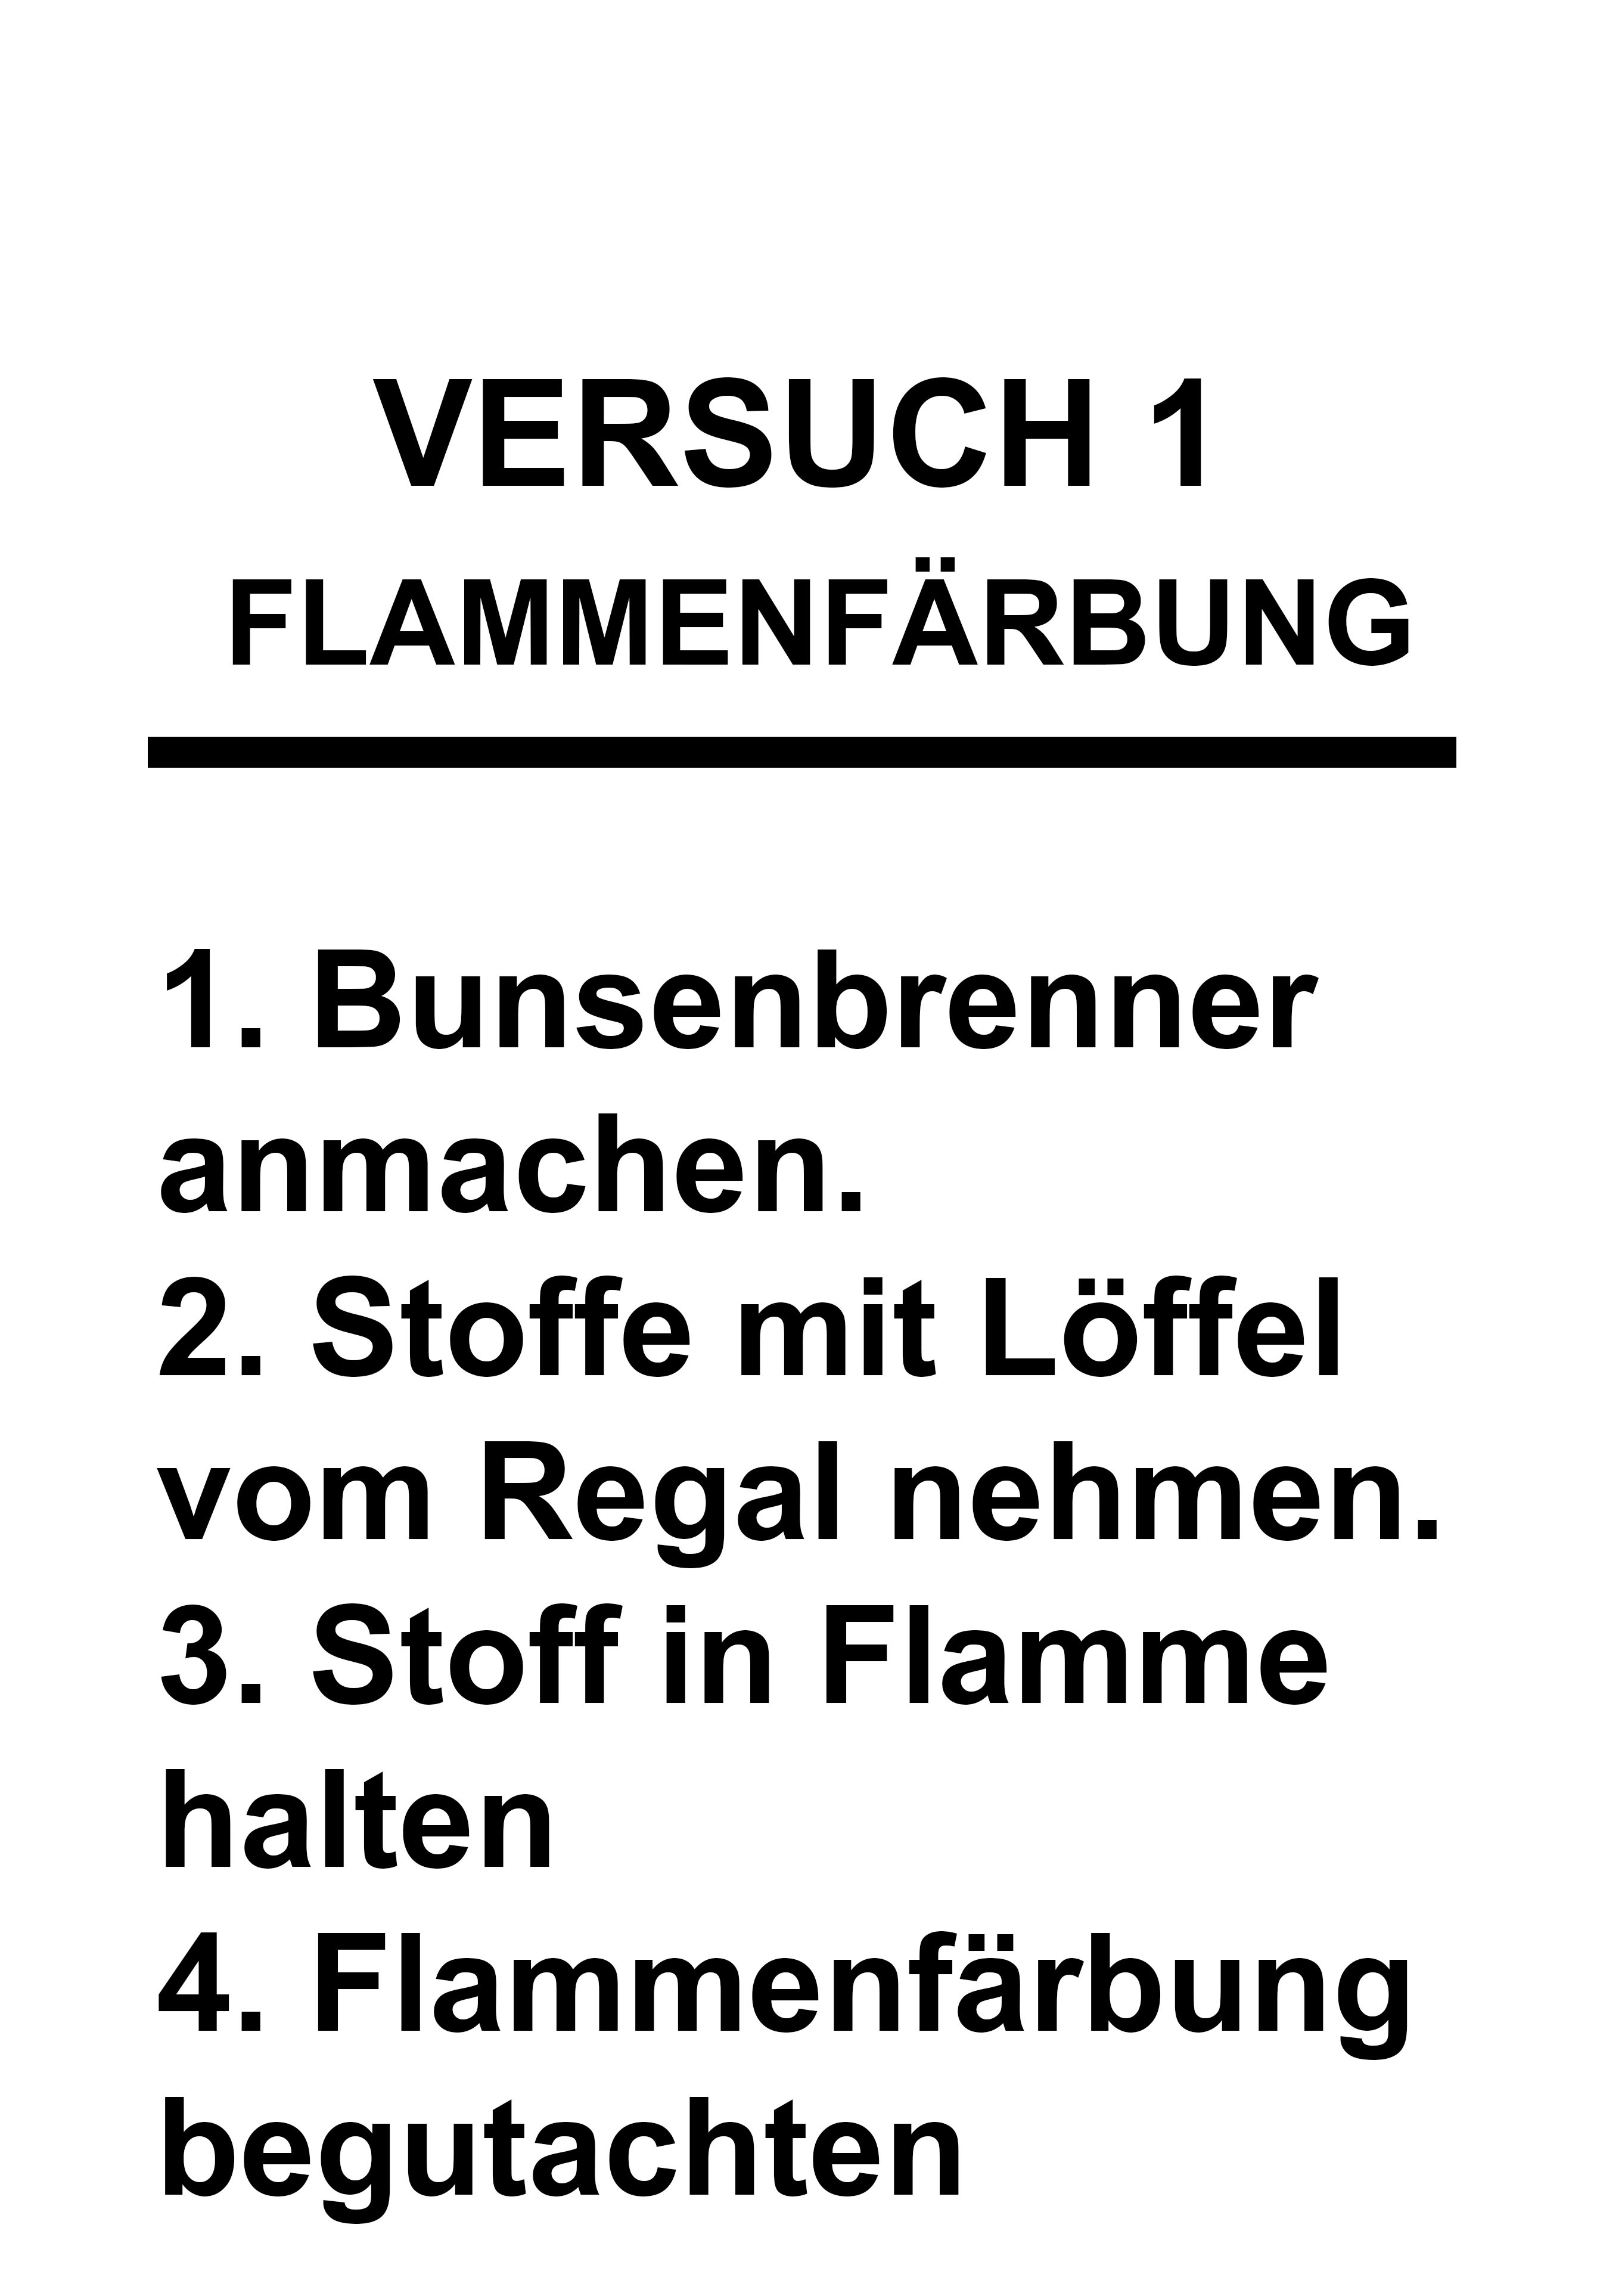 VERSUCH 1
FLAMMENFÄRBUNG
1. Bunsenbrenner
anmachen.
2. Stoffe mit Löffel
vom Regal nehmen.
3. Stoff in Flamme
halten
4. Flammenfärbung
begutachten